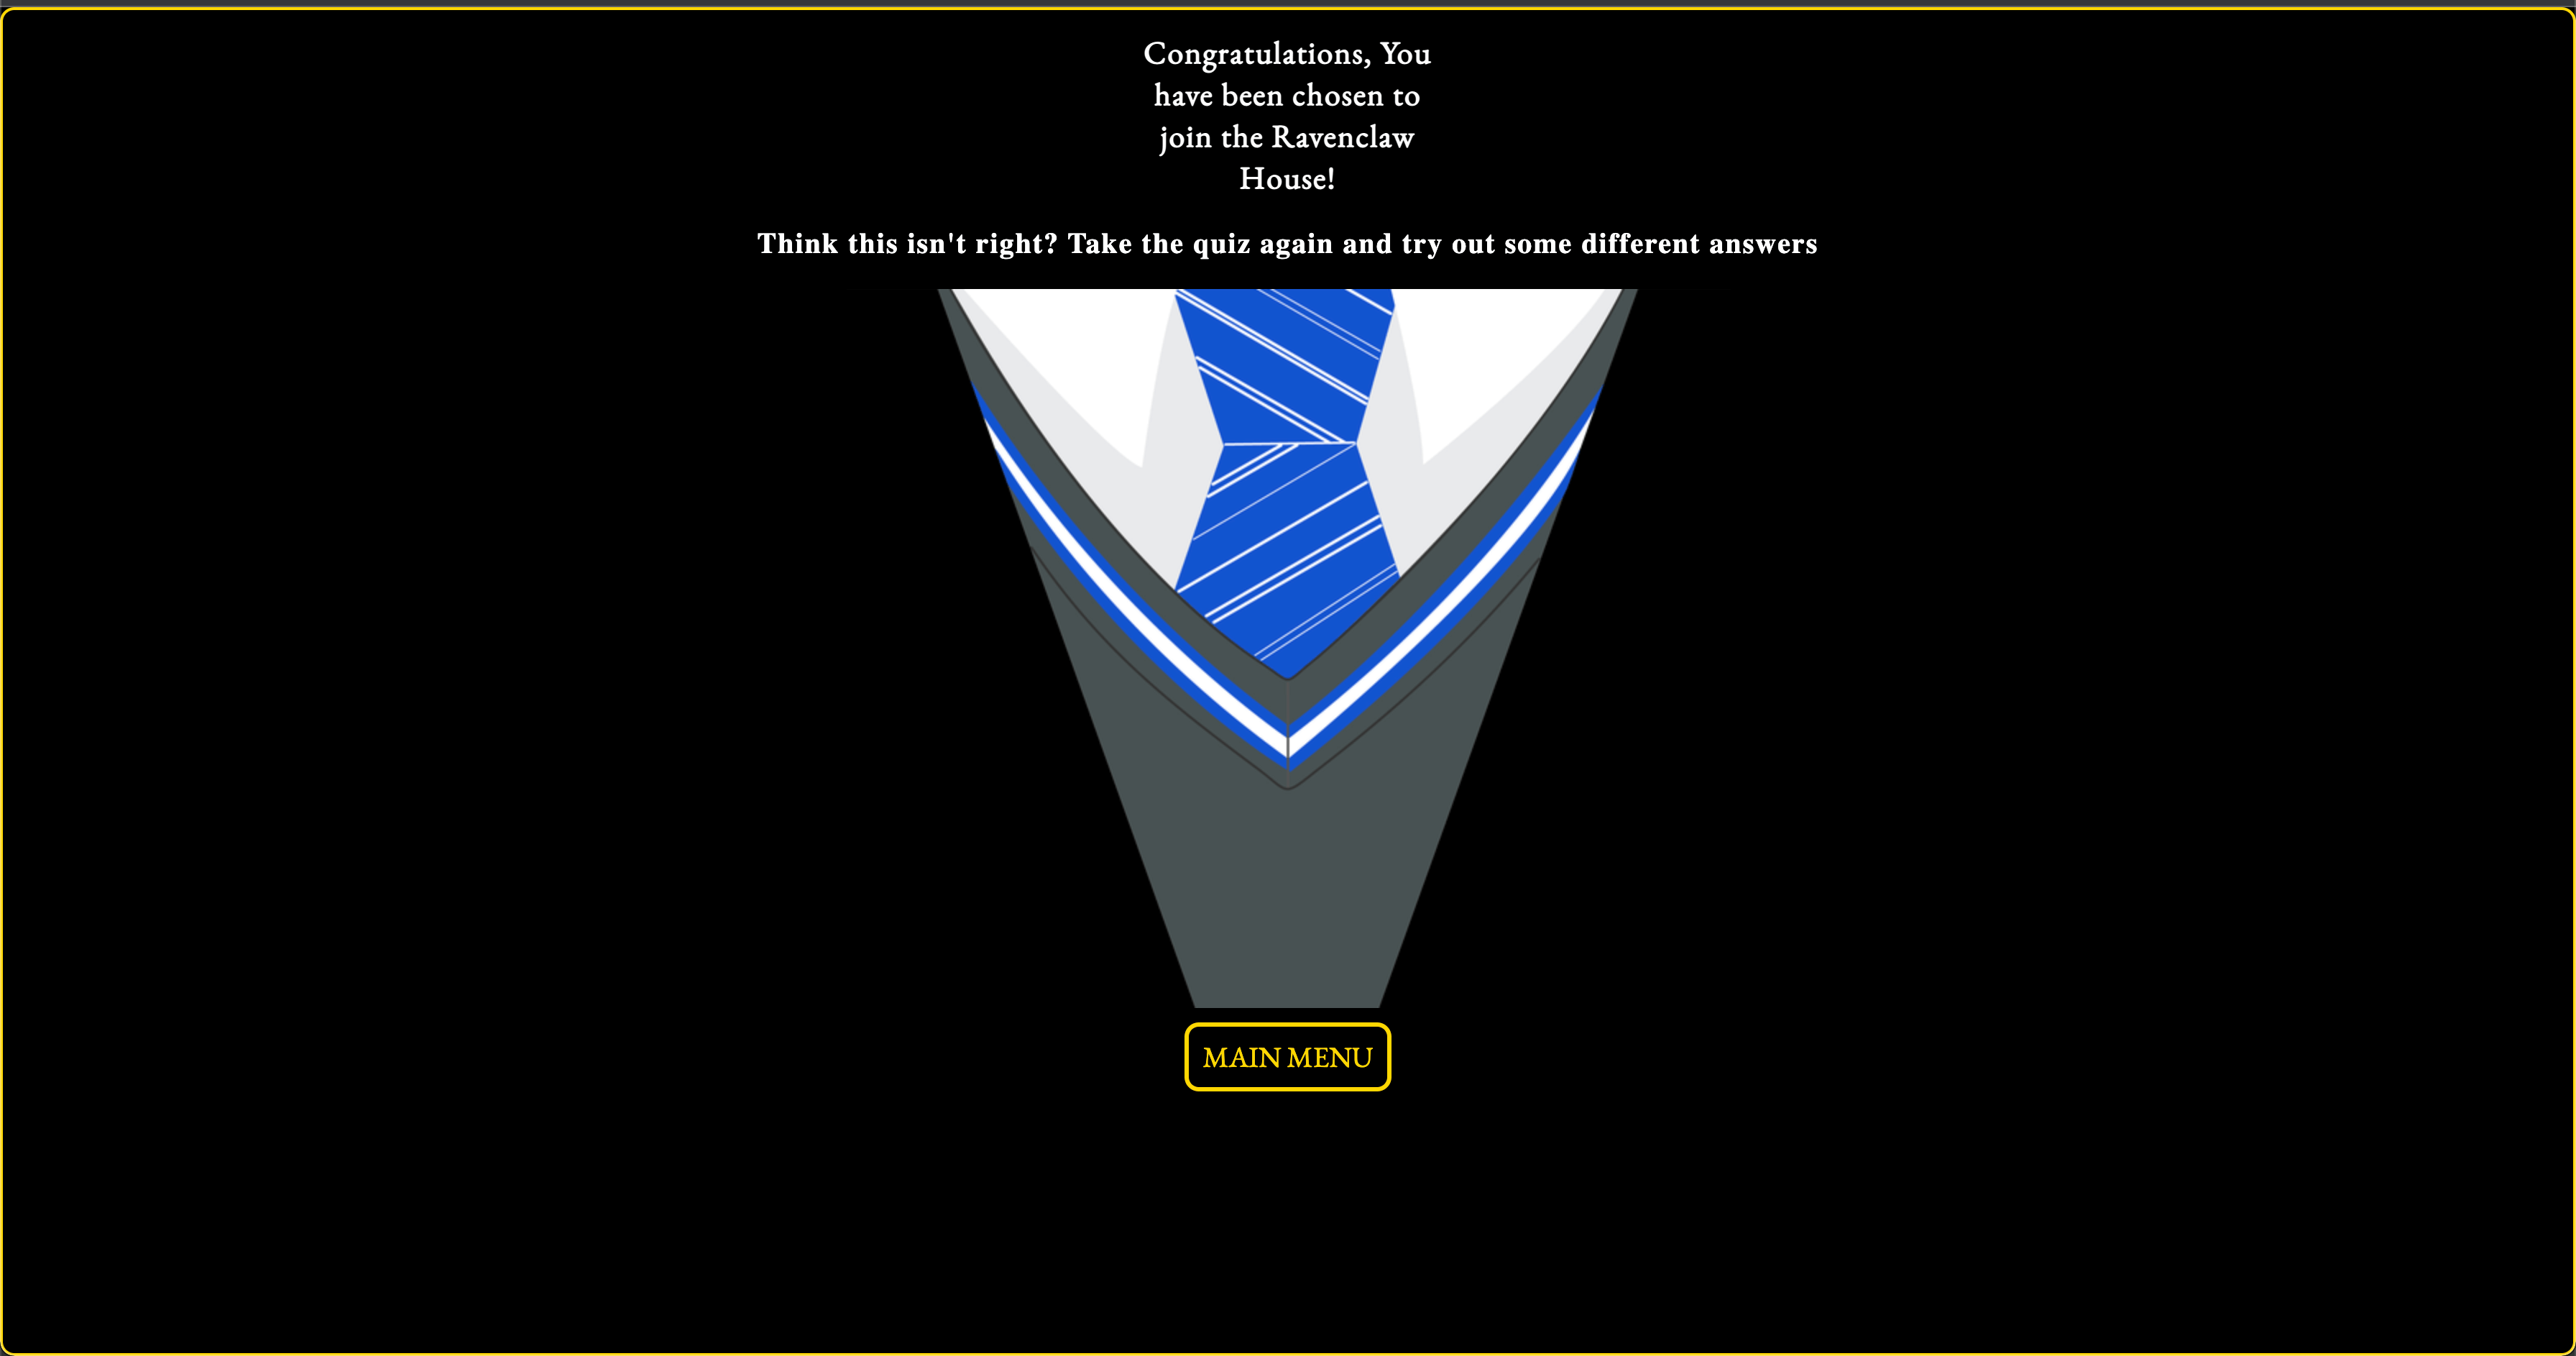 Congratulations, You
have been chosen to
join the Ravenclaw
House!
Think this isn't right? Take the quiz again and try out some different answers
MAIN MENU